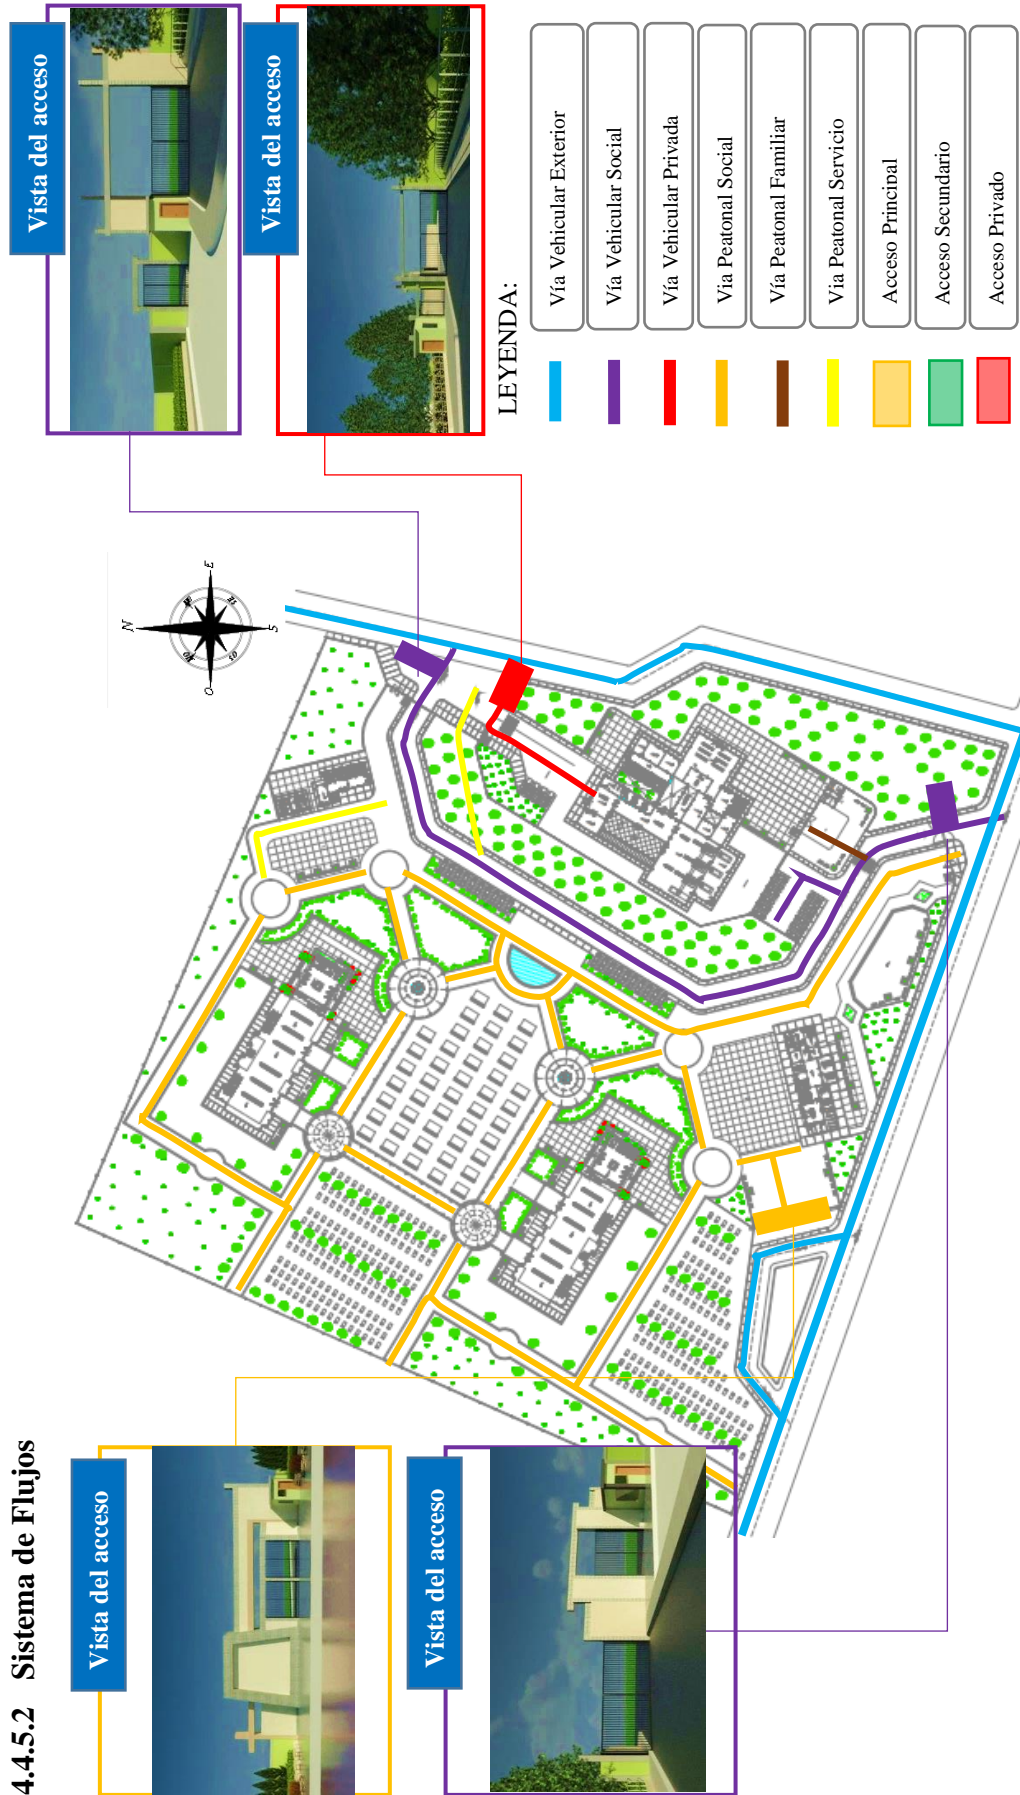 4.4.5.2 Sistema de Flujos
Vista del acceso
Vista del acceso
Vista del acceso
Vista del acceso
N
E
S
O
LEYENDA:
Vía Vehicular Exterior
Vía Vehicular Social
Vía Vehicular Privada
Vía Peatonal Social
Vía Peatonal Familiar
Vía Peatonal Servicio
Acceso Principal
Acceso Secundario
Acceso Privado